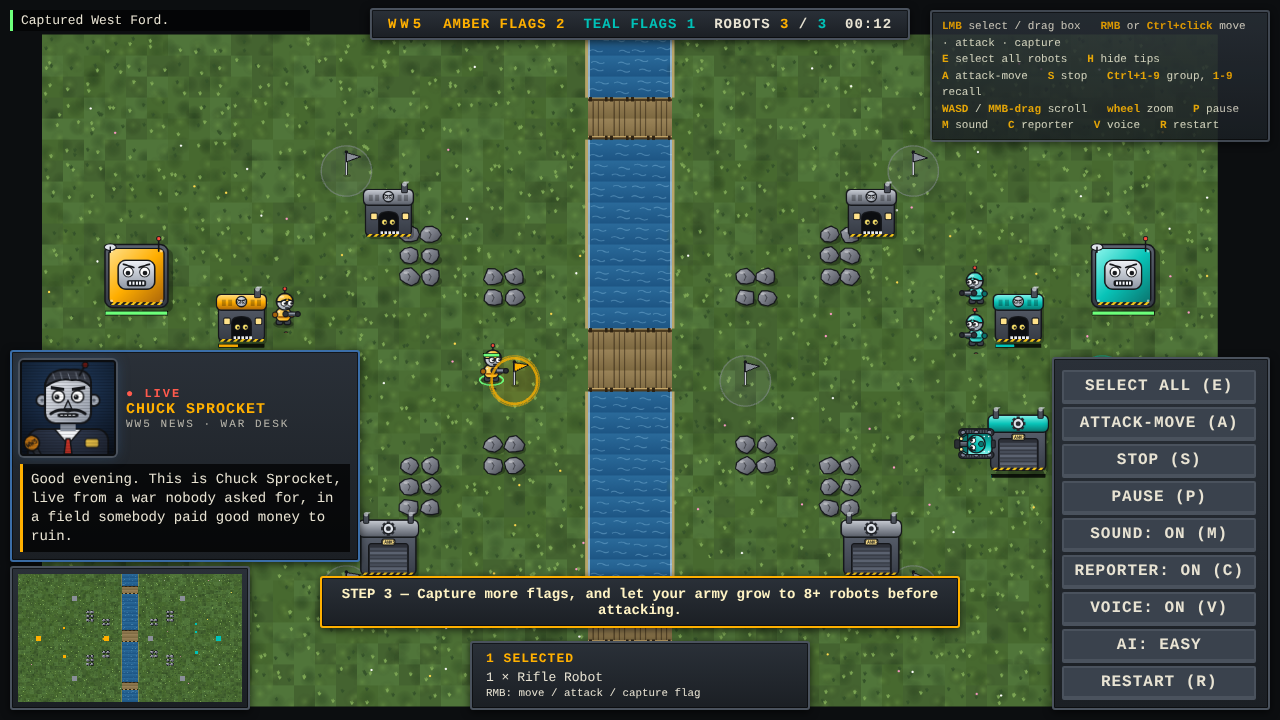 Captured West Ford.
WW5 AMBER FLAGS 2 TEAL FLAGS 1 ROBOTS 3 / 3 00:12
LMB select / drag box RMB or Ctrl+click move
· attack · capture
E select all robots H hide tips
A attack-move S stop Ctrl+1-9 group, 1-9
recall
WASD / MMB-drag scroll wheel zoom P pause
M sound C reporter V voice R restart
● LIVE
CHUCK SPROCKET
WW5 NEWS · WAR DESK
Good evening. This is Chuck Sprocket,
live from a war nobody asked for, in
a field somebody paid good money to
ruin.
SELECT ALL (E)
ATTACK-MOVE (A)
STOP (S)
PAUSE (P)
SOUND: ON (M)
REPORTER: ON (C)
VOICE: ON (V)
AI: EASY
RESTART (R)
STEP 3 — Capture more flags, and let your army grow to 8+ robots before
attacking.
1 SELECTED
1 × Rifle Robot
RMB: move / attack / capture flag